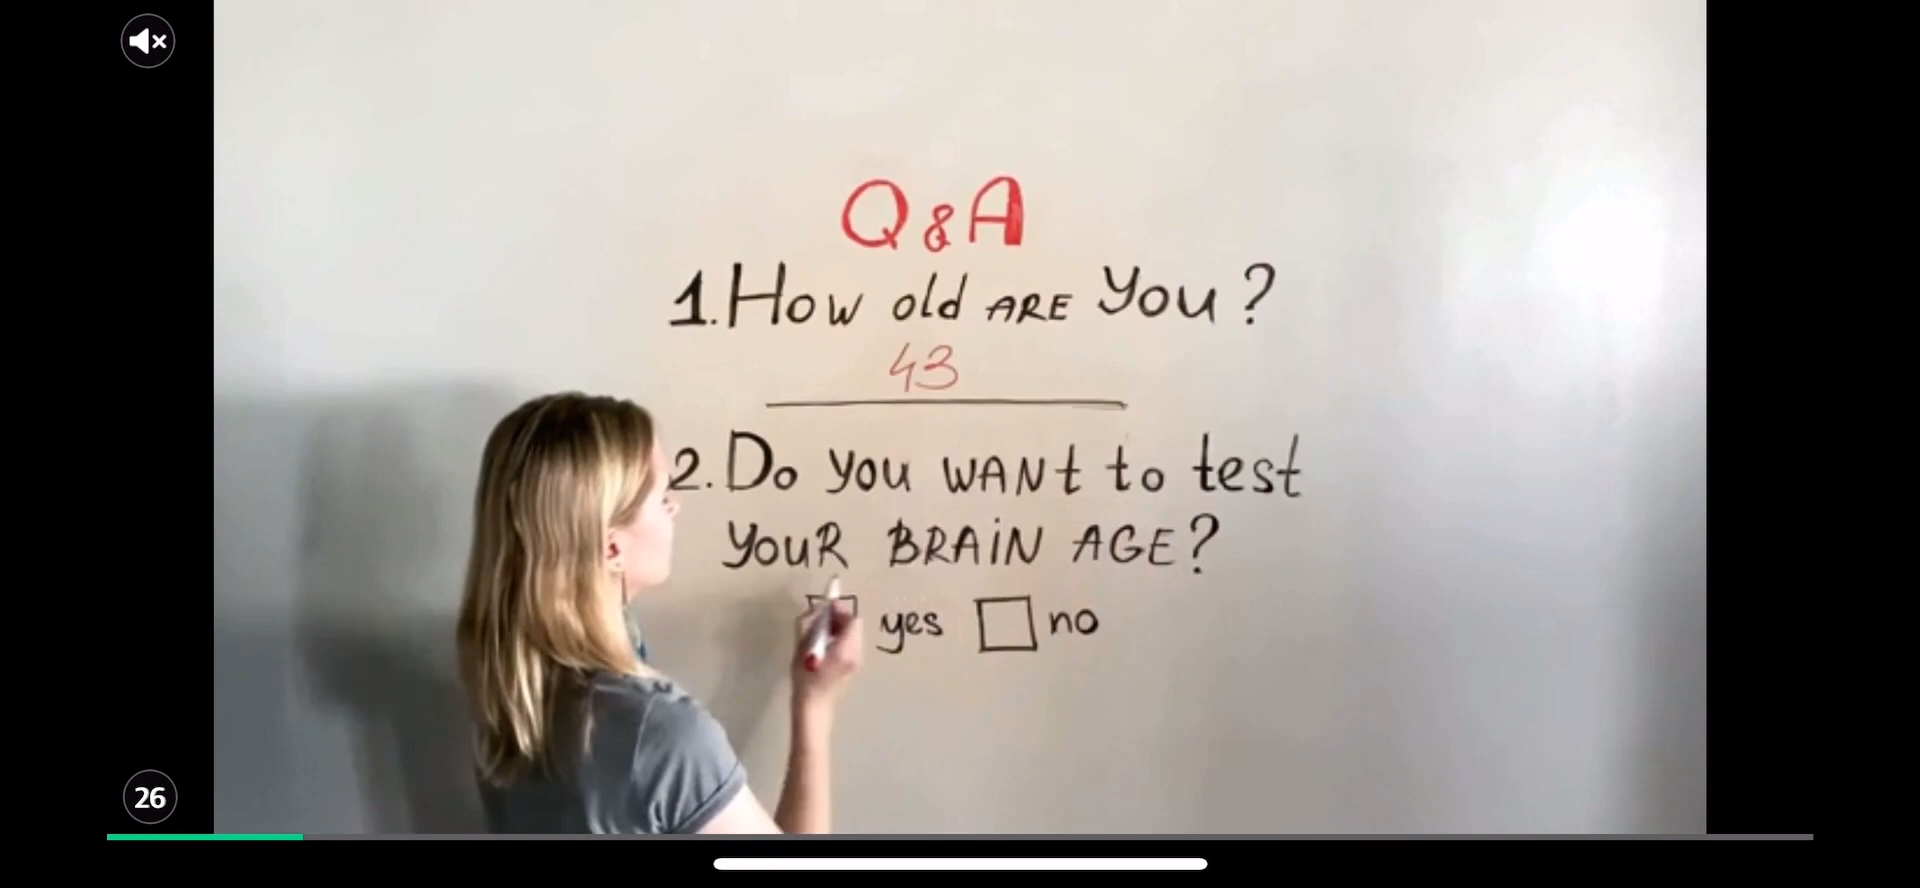 Q & A
1. How old ARE You?
43
2. Do you WANt to test
youR BRAiN AGE?
yes no
26